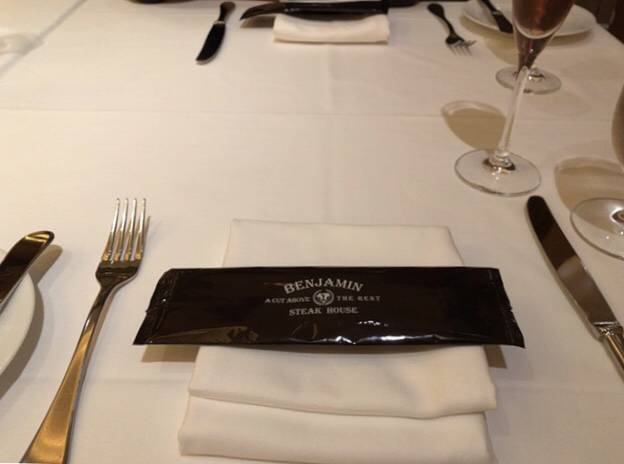 BENJAMIN
A CUT ABOVE THE REST
STEAK HOUSE